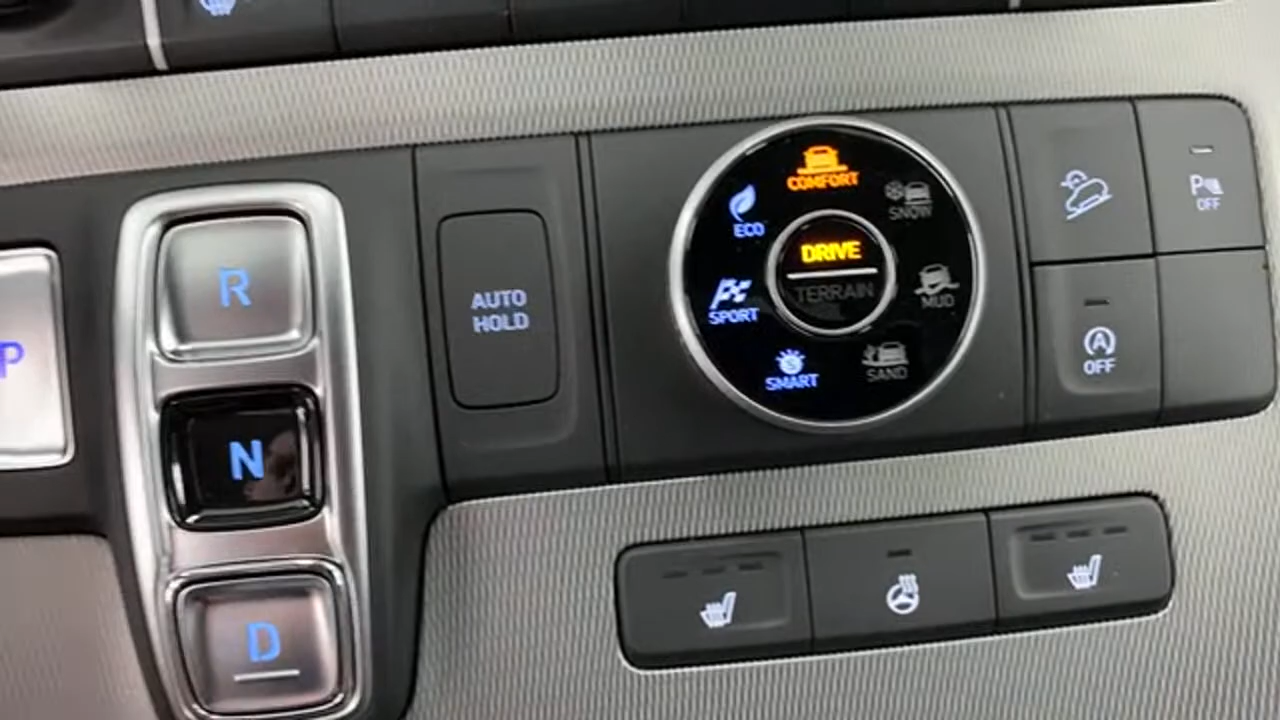 P
R
N
D
AUTO
HOLD
COMFORT
ECO
SNOW
DRIVE
TERRAIN
SPORT
MUD
S
SMART
SAND
P
OFF
A
OFF